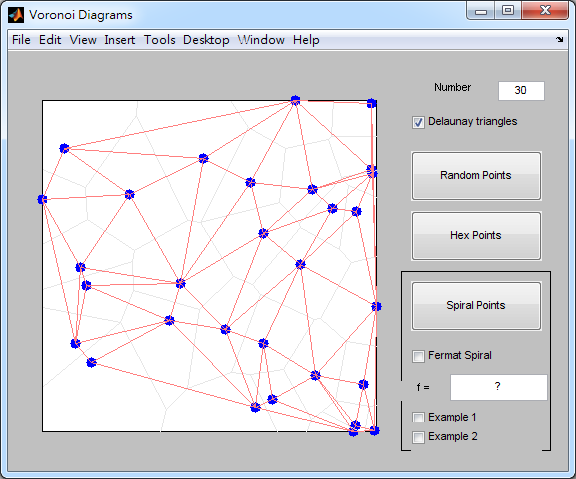 Voronoi Diagrams
File Edit View Insert Tools Desktop Window Help
Number 30
Delaunay triangles
Random Points
Hex Points
Spiral Points
Fermat Spiral
f = ?
Example 1
Example 2